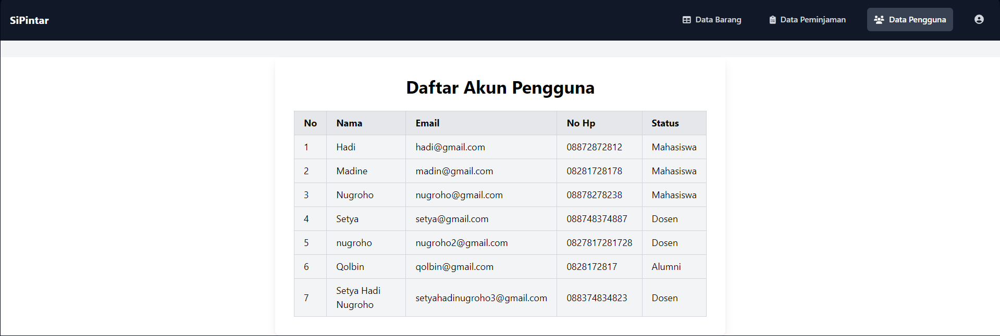 SiPintar
Data Barang
Data Peminjaman
Data Pengguna
Daftar Akun Pengguna
No Nama Email No Hp Status
1 Hadi hadi@gmail.com 08872872812 Mahasiswa
2 Madine madin@gmail.com 08281728178 Mahasiswa
3 Nugroho nugroho@gmail.com 08878278238 Mahasiswa
4 Setya setya@gmail.com 088748374887 Dosen
5 nugroho nugroho2@gmail.com 0827817281728 Dosen
6 Qolbin qolbin@gmail.com 0828172817 Alumni
7 Setya Hadi
Nugroho setyahadinugroho3@gmail.com 088374834823 Dosen